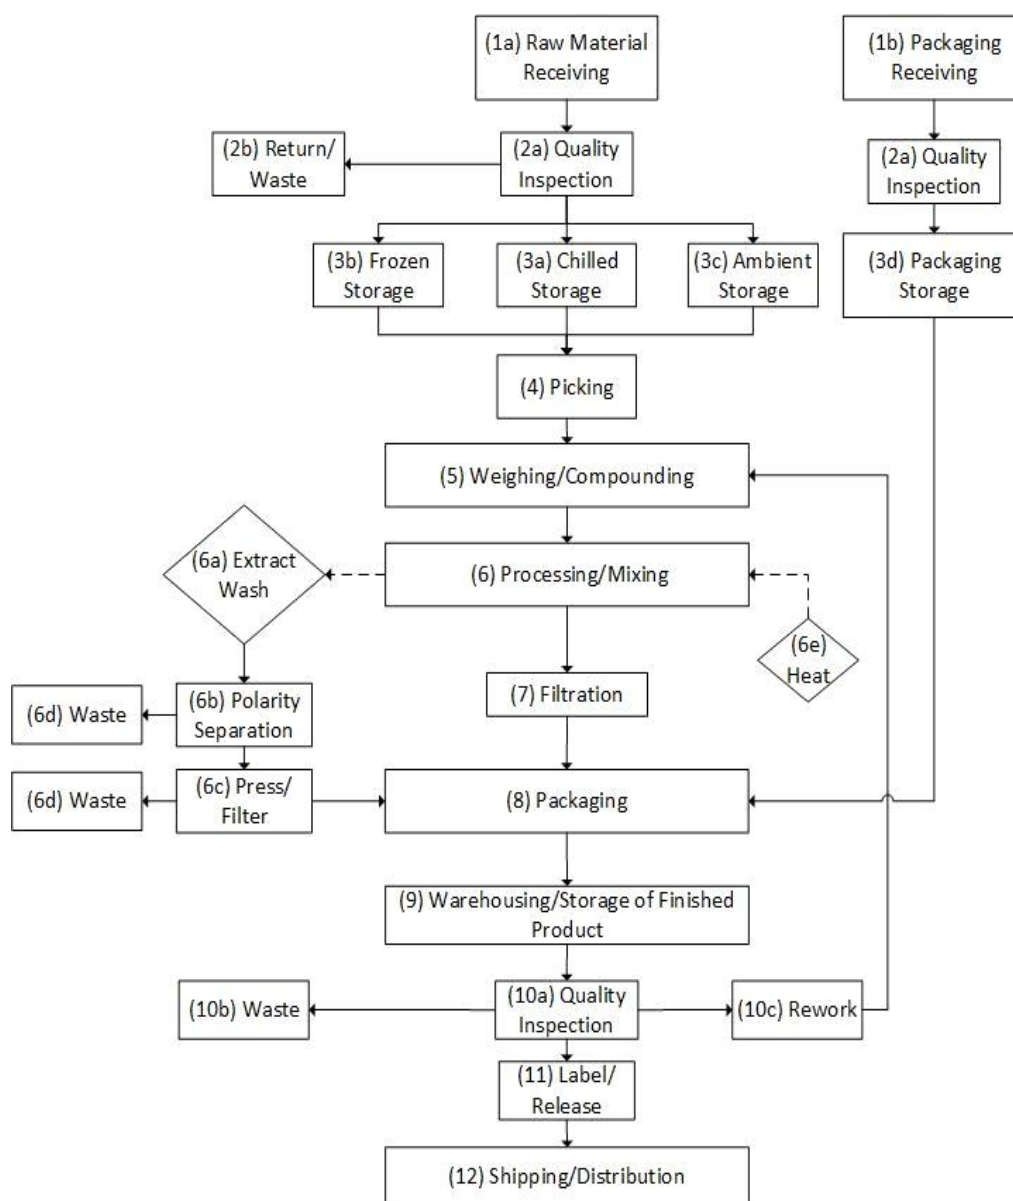 (1a) Raw Material
Receiving
(1b) Packaging
Receiving
(2b) Return/
Waste
(2a) Quality
Inspection
(2a) Quality
Inspection
(3b) Frozen
Storage
(3a) Chilled
Storage
(3c) Ambient
Storage
(3d) Packaging
Storage
(4) Picking
(5) Weighing/Compounding
(6a) Extract
Wash
(6) Processing/Mixing
(6e)
Heat
(6d) Waste
(6b) Polarity
Separation
(7) Filtration
(6d) Waste
(6c) Press/
Filter
(8) Packaging
(9) Warehousing/Storage of Finished
Product
(10b) Waste
(10a) Quality
Inspection
(10c) Rework
(11) Label/
Release
(12) Shipping/Distribution